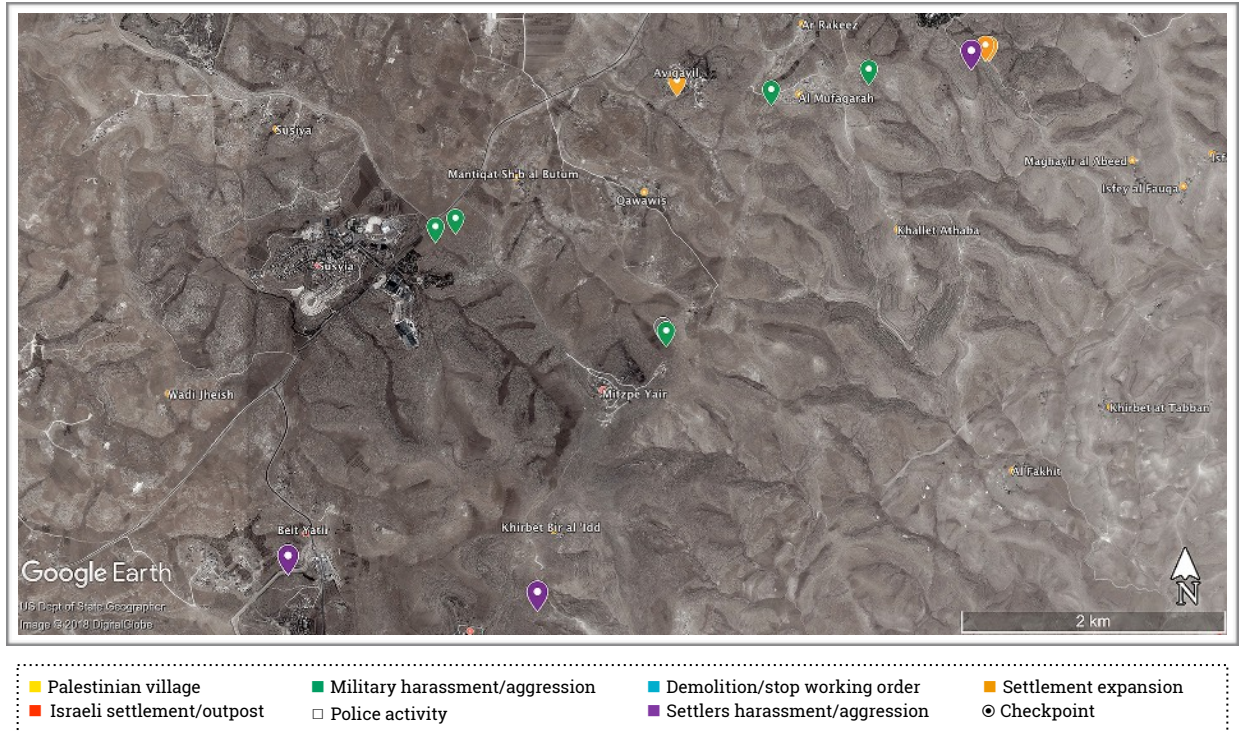 Ar Rakeez
Avigayil
Al Mufaqarah
Susiya
Maghayir al Abeed
Isf
Mantiqat Shib al Butum
Isfey al Fauqa
Qawawis
Khallet Athaba
Susyia
Wadi Jheish
Mitzpe Yair
Khirbet at Tabban
Al Fakhit
Khirbet Bir al 'Idd
Beit Yatir
Google Earth
US Dept of State Geographer
Image © 2018 DigitalGlobe
N
2 km
Palestinian village
Military harassment/aggression
Demolition/stop working order
Settlement expansion
Israeli settlement/outpost
Police activity
Settlers harassment/aggression
Checkpoint